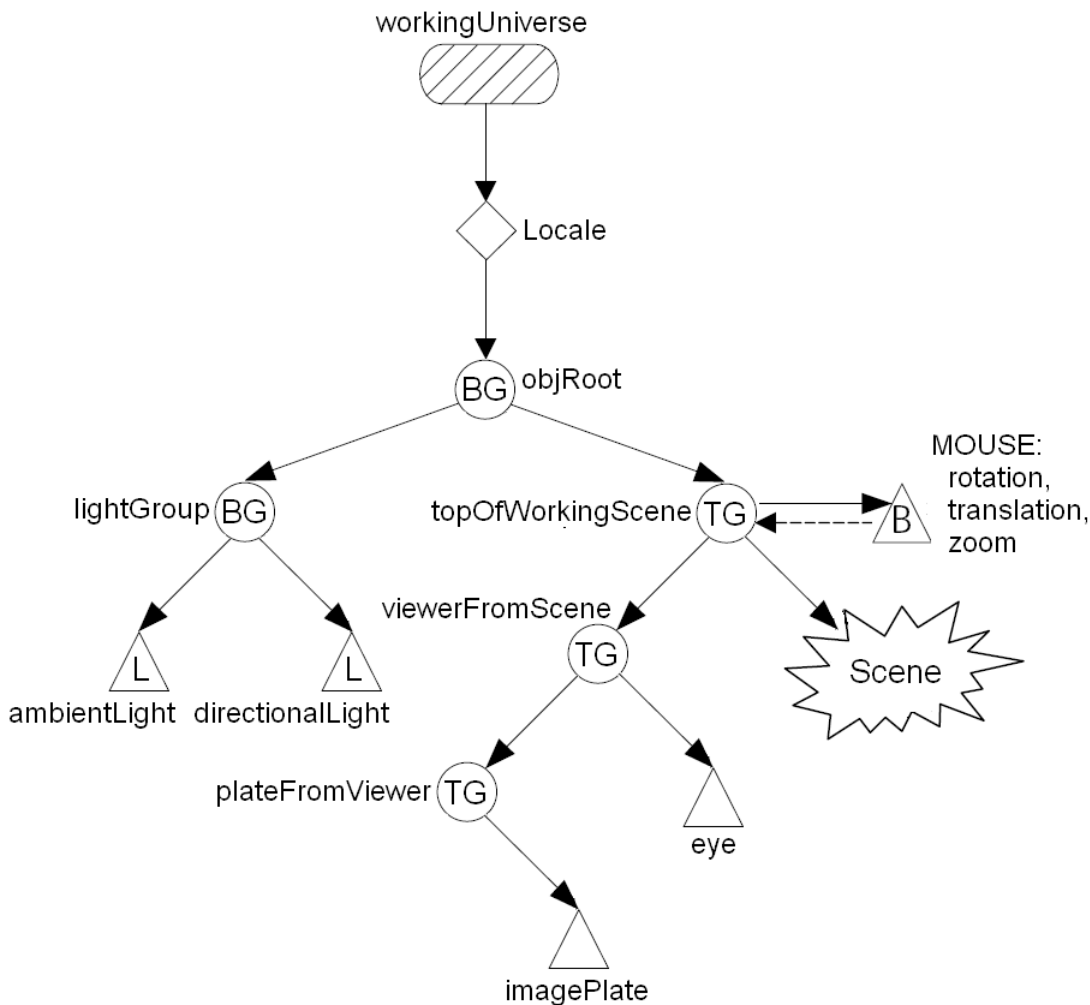 workingUniverse
Locale
BG
objRoot
lightGroup
BG
topOfWorkingScene
TG
B
MOUSE:
rotation,
translation,
zoom
L
ambientLight
L
directionalLight
viewerFromScene
TG
Scene
plateFromViewer
TG
eye
imagePlate